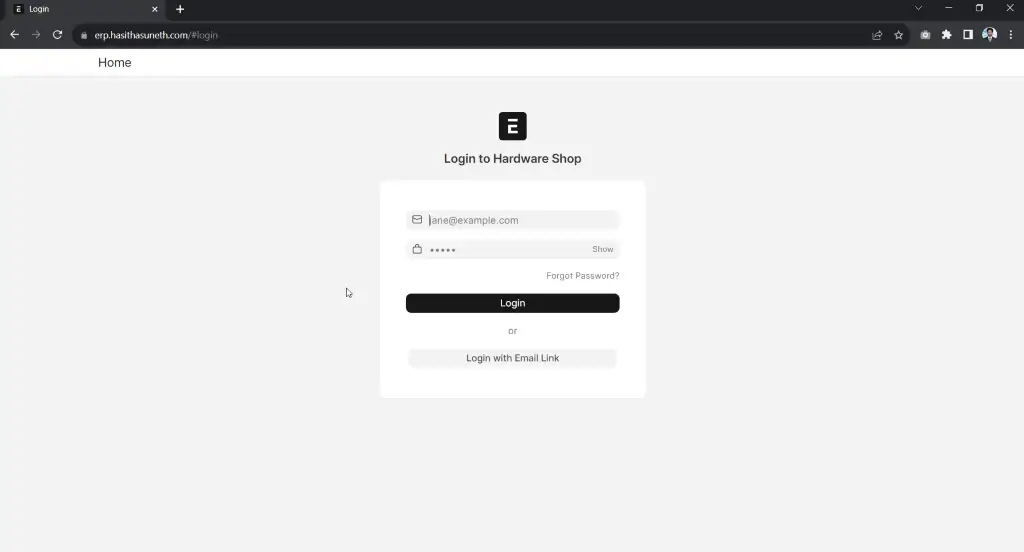 Login
erp.hasithasuneth.com/#login
Home
E
Login to Hardware Shop
jane@example.com
••••• Show
Forgot Password?
Login
or
Login with Email Link